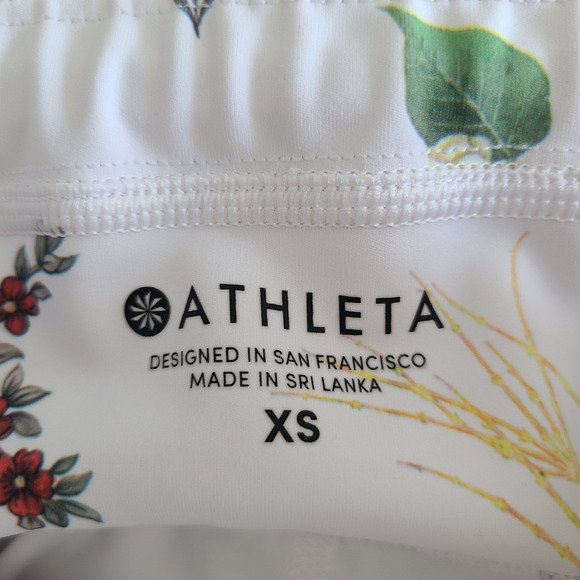 ATHLETA
DESIGNED IN SAN FRANCISCO
MADE IN SRI LANKA
XS